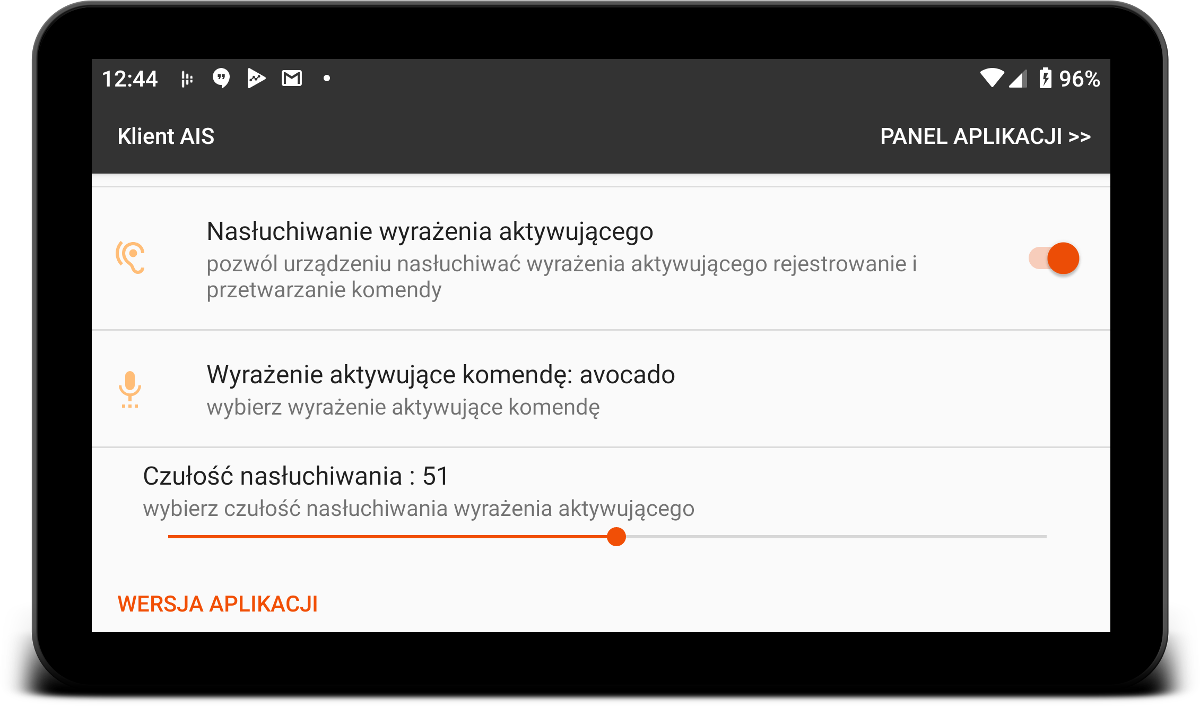 12:44
96%
Klient AIS
PANEL APLIKACJI >>
Nasłuchiwanie wyrażenia aktywującego
pozwól urządzeniu nasłuchiwać wyrażenia aktywującego rejestrowanie i
przetwarzanie komendy
Wyrażenie aktywujące komendę: avocado
wybierz wyrażenie aktywujące komendę
Czułość nasłuchiwania : 51
wybierz czułość nasłuchiwania wyrażenia aktywującego
WERSJA APLIKACJI